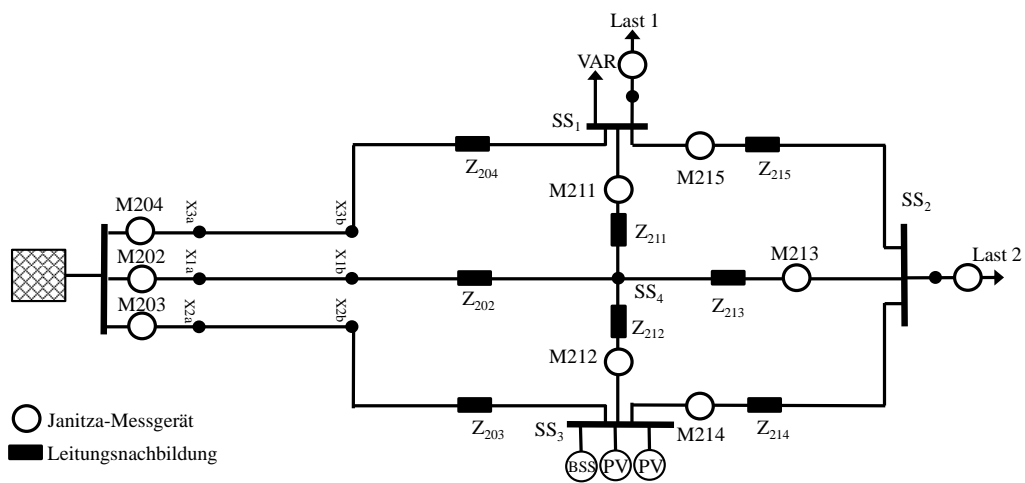 Last 1
VAR
SS₁
Z₂₀₄
M215
Z₂₁₅
M211
Z₂₁₁
SS₂
M204
X3a
X3b
M202
X1a
X1b
Z₂₀₂
SS₄
Z₂₁₃
M213
Last 2
M203
X2a
X2b
Z₂₁₂
M212
Z₂₀₃
SS₃
M214
Z₂₁₄
BSS
PV
PV
Janitza-Messgerät
Leitungsnachbildung